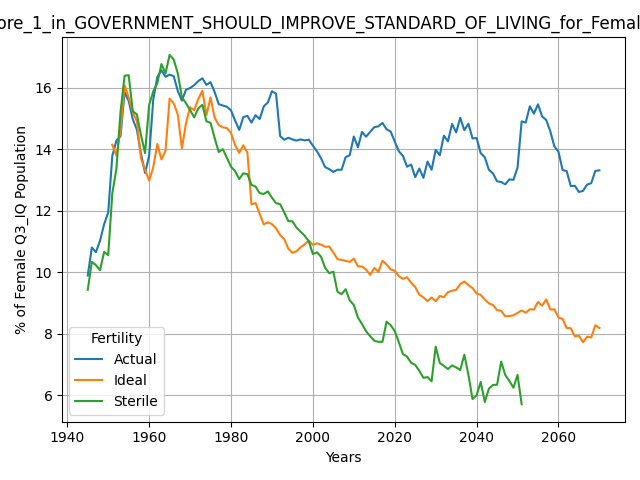 ore_1_in_GOVERNMENT_SHOULD_IMPROVE_STANDARD_OF_LIVING_for_Femal
% of Female Q3_IQ Population
16
14
12
10
8
6
Fertility
Actual
Ideal
Sterile
1940 1960 1980 2000 2020 2040 2060
Years